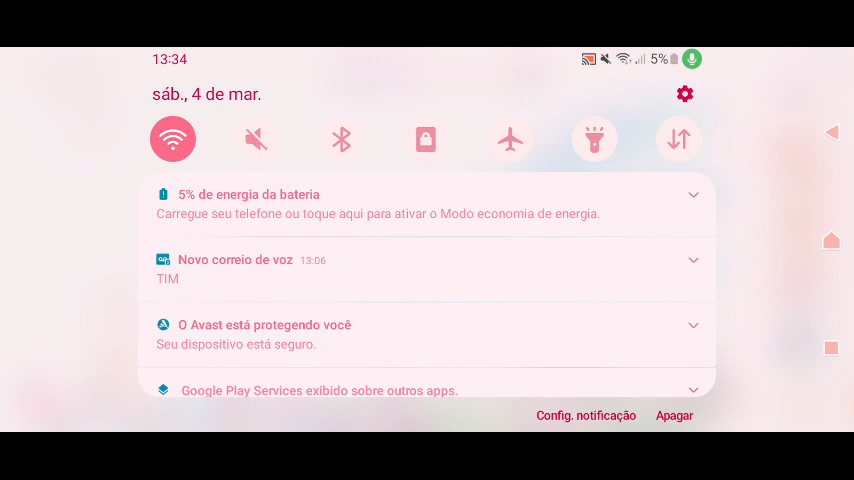 13:34
5%
sáb., 4 de mar.
5% de energia da bateria
Carregue seu telefone ou toque aqui para ativar o Modo economia de energia.
Novo correio de voz 13:06
TIM
O Avast está protegendo você
Seu dispositivo está seguro.
Google Play Services exibido sobre outros apps.
Config. notificação Apagar